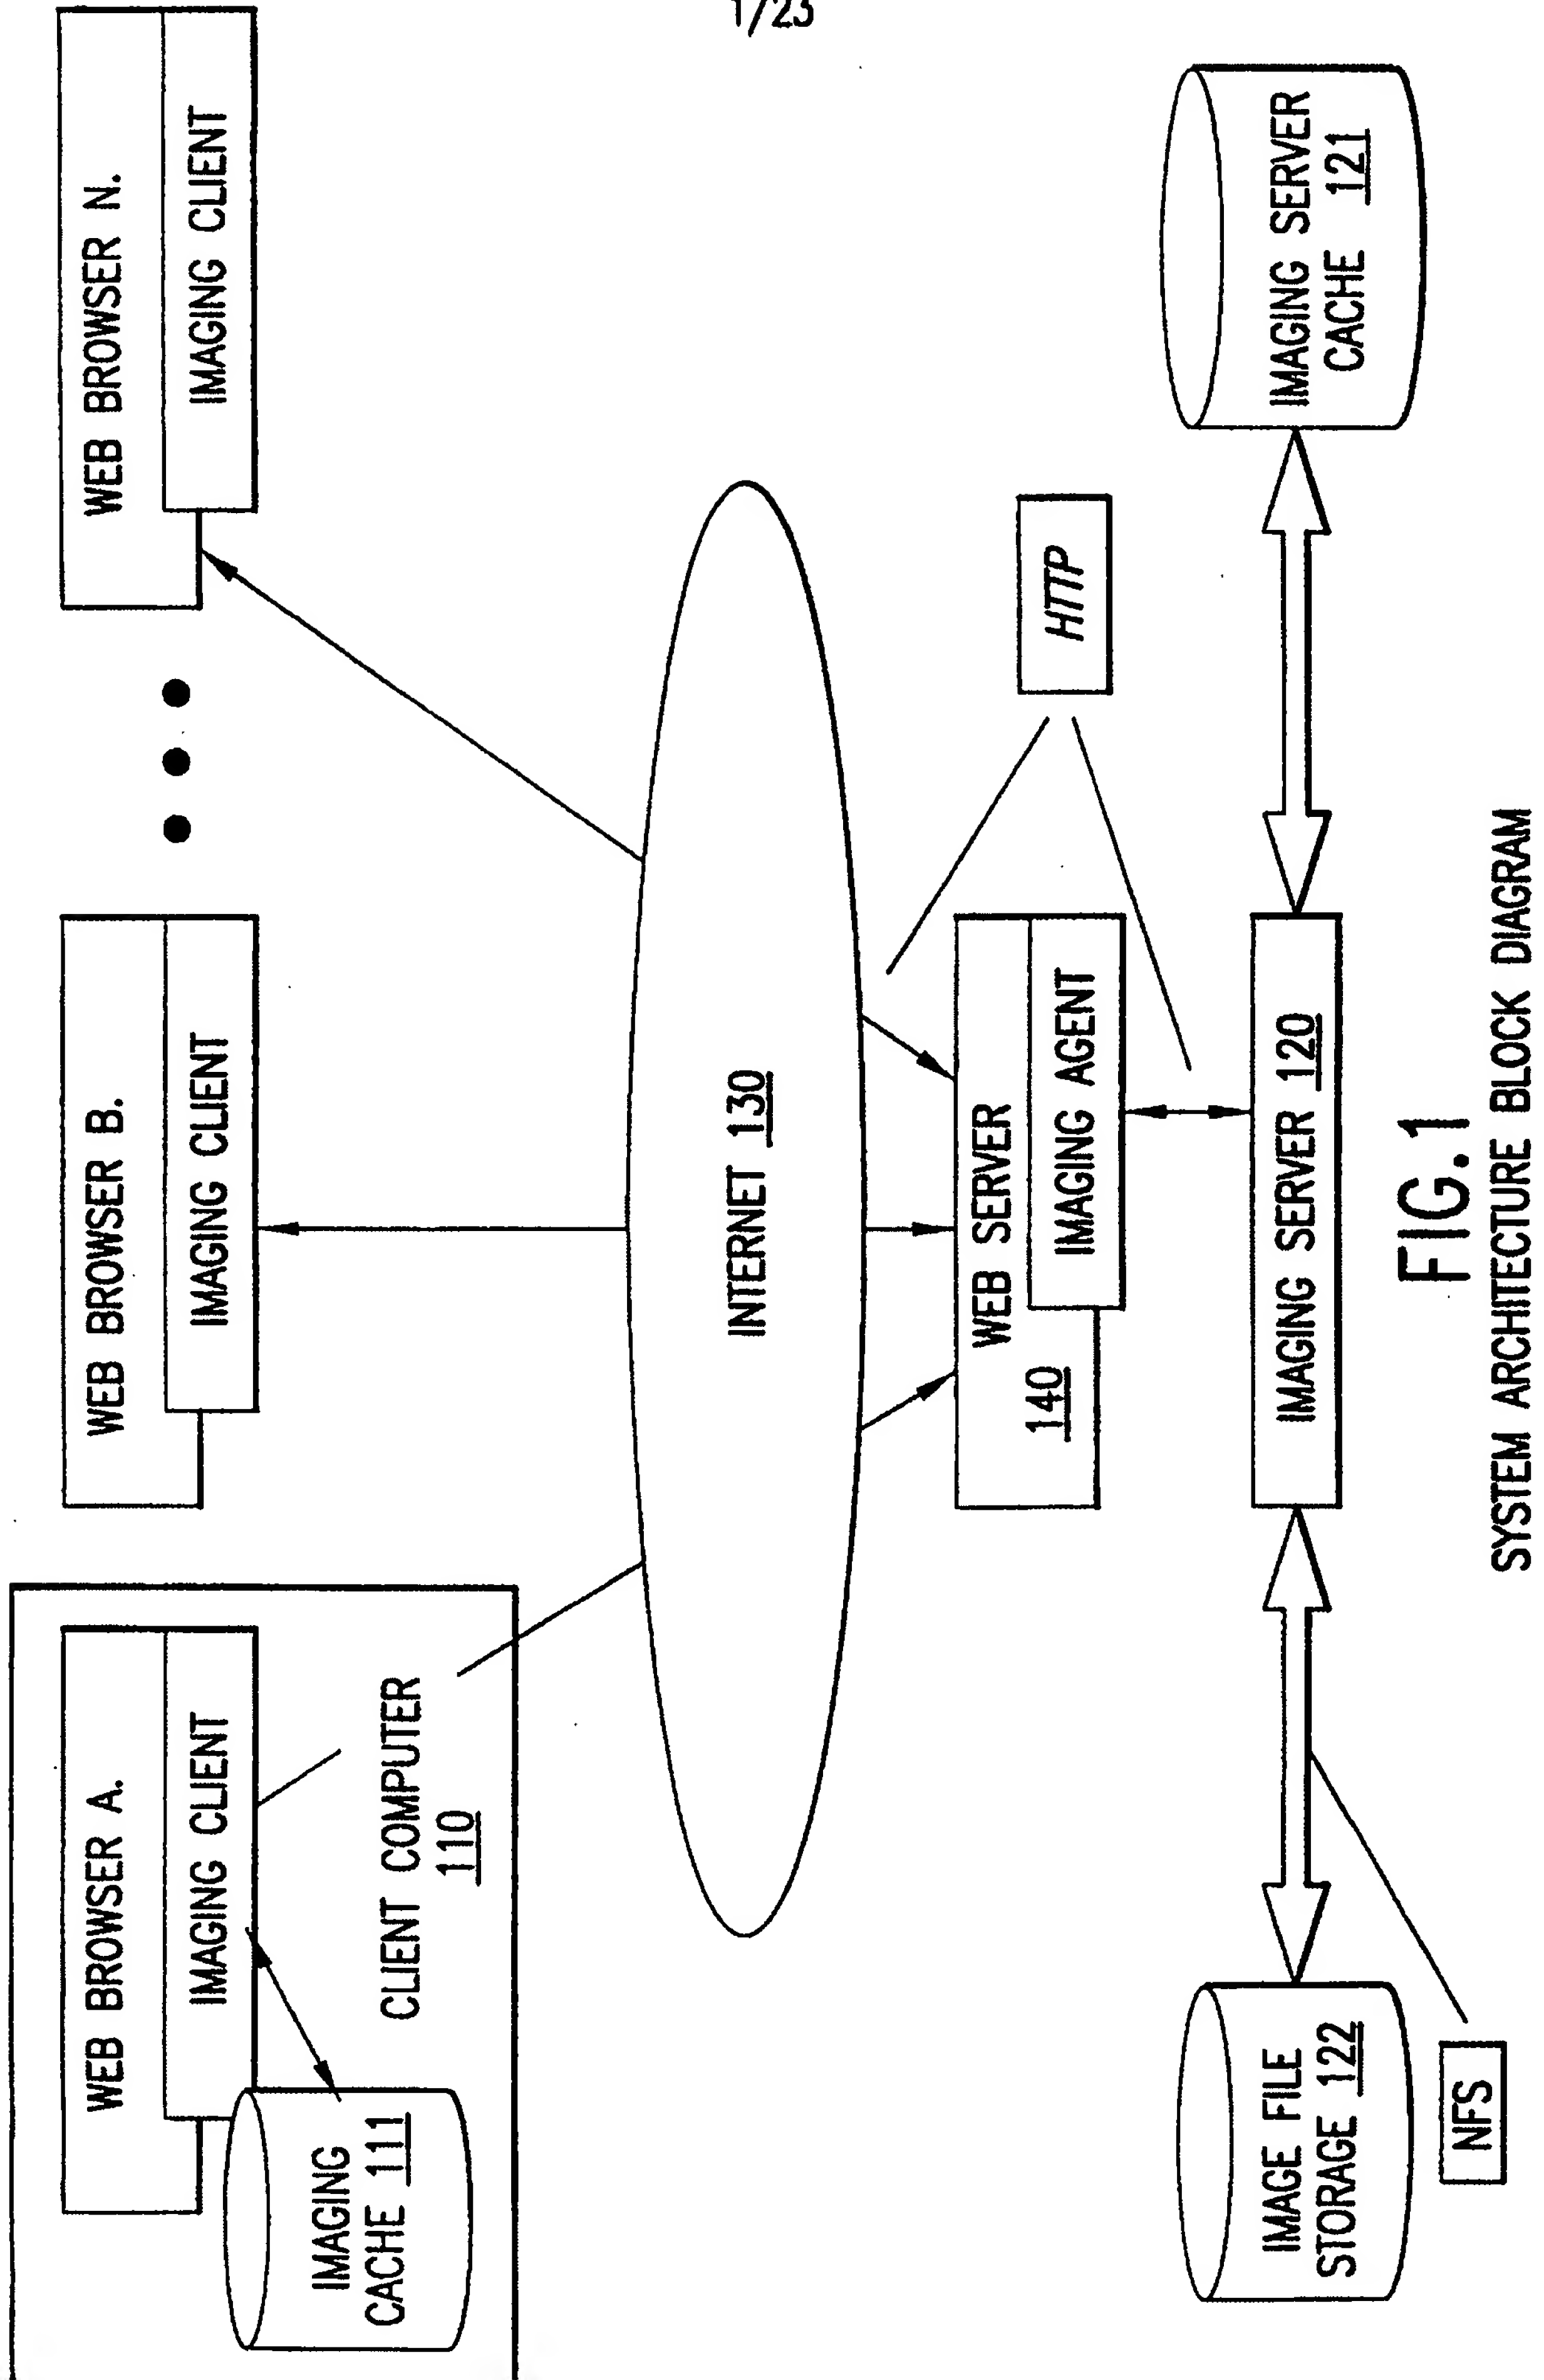 1/23
WEB BROWSER A.
IMAGING CLIENT
IMAGING
CACHE 111
CLIENT COMPUTER
110
WEB BROWSER B.
IMAGING CLIENT
WEB BROWSER N.
IMAGING CLIENT
INTERNET 130
WEB SERVER
140
IMAGING AGENT
HTTP
IMAGE FILE
STORAGE 122
NFS
IMAGING SERVER 120
IMAGING SERVER
CACHE 121
FIG.1
SYSTEM ARCHITECTURE BLOCK DIAGRAM